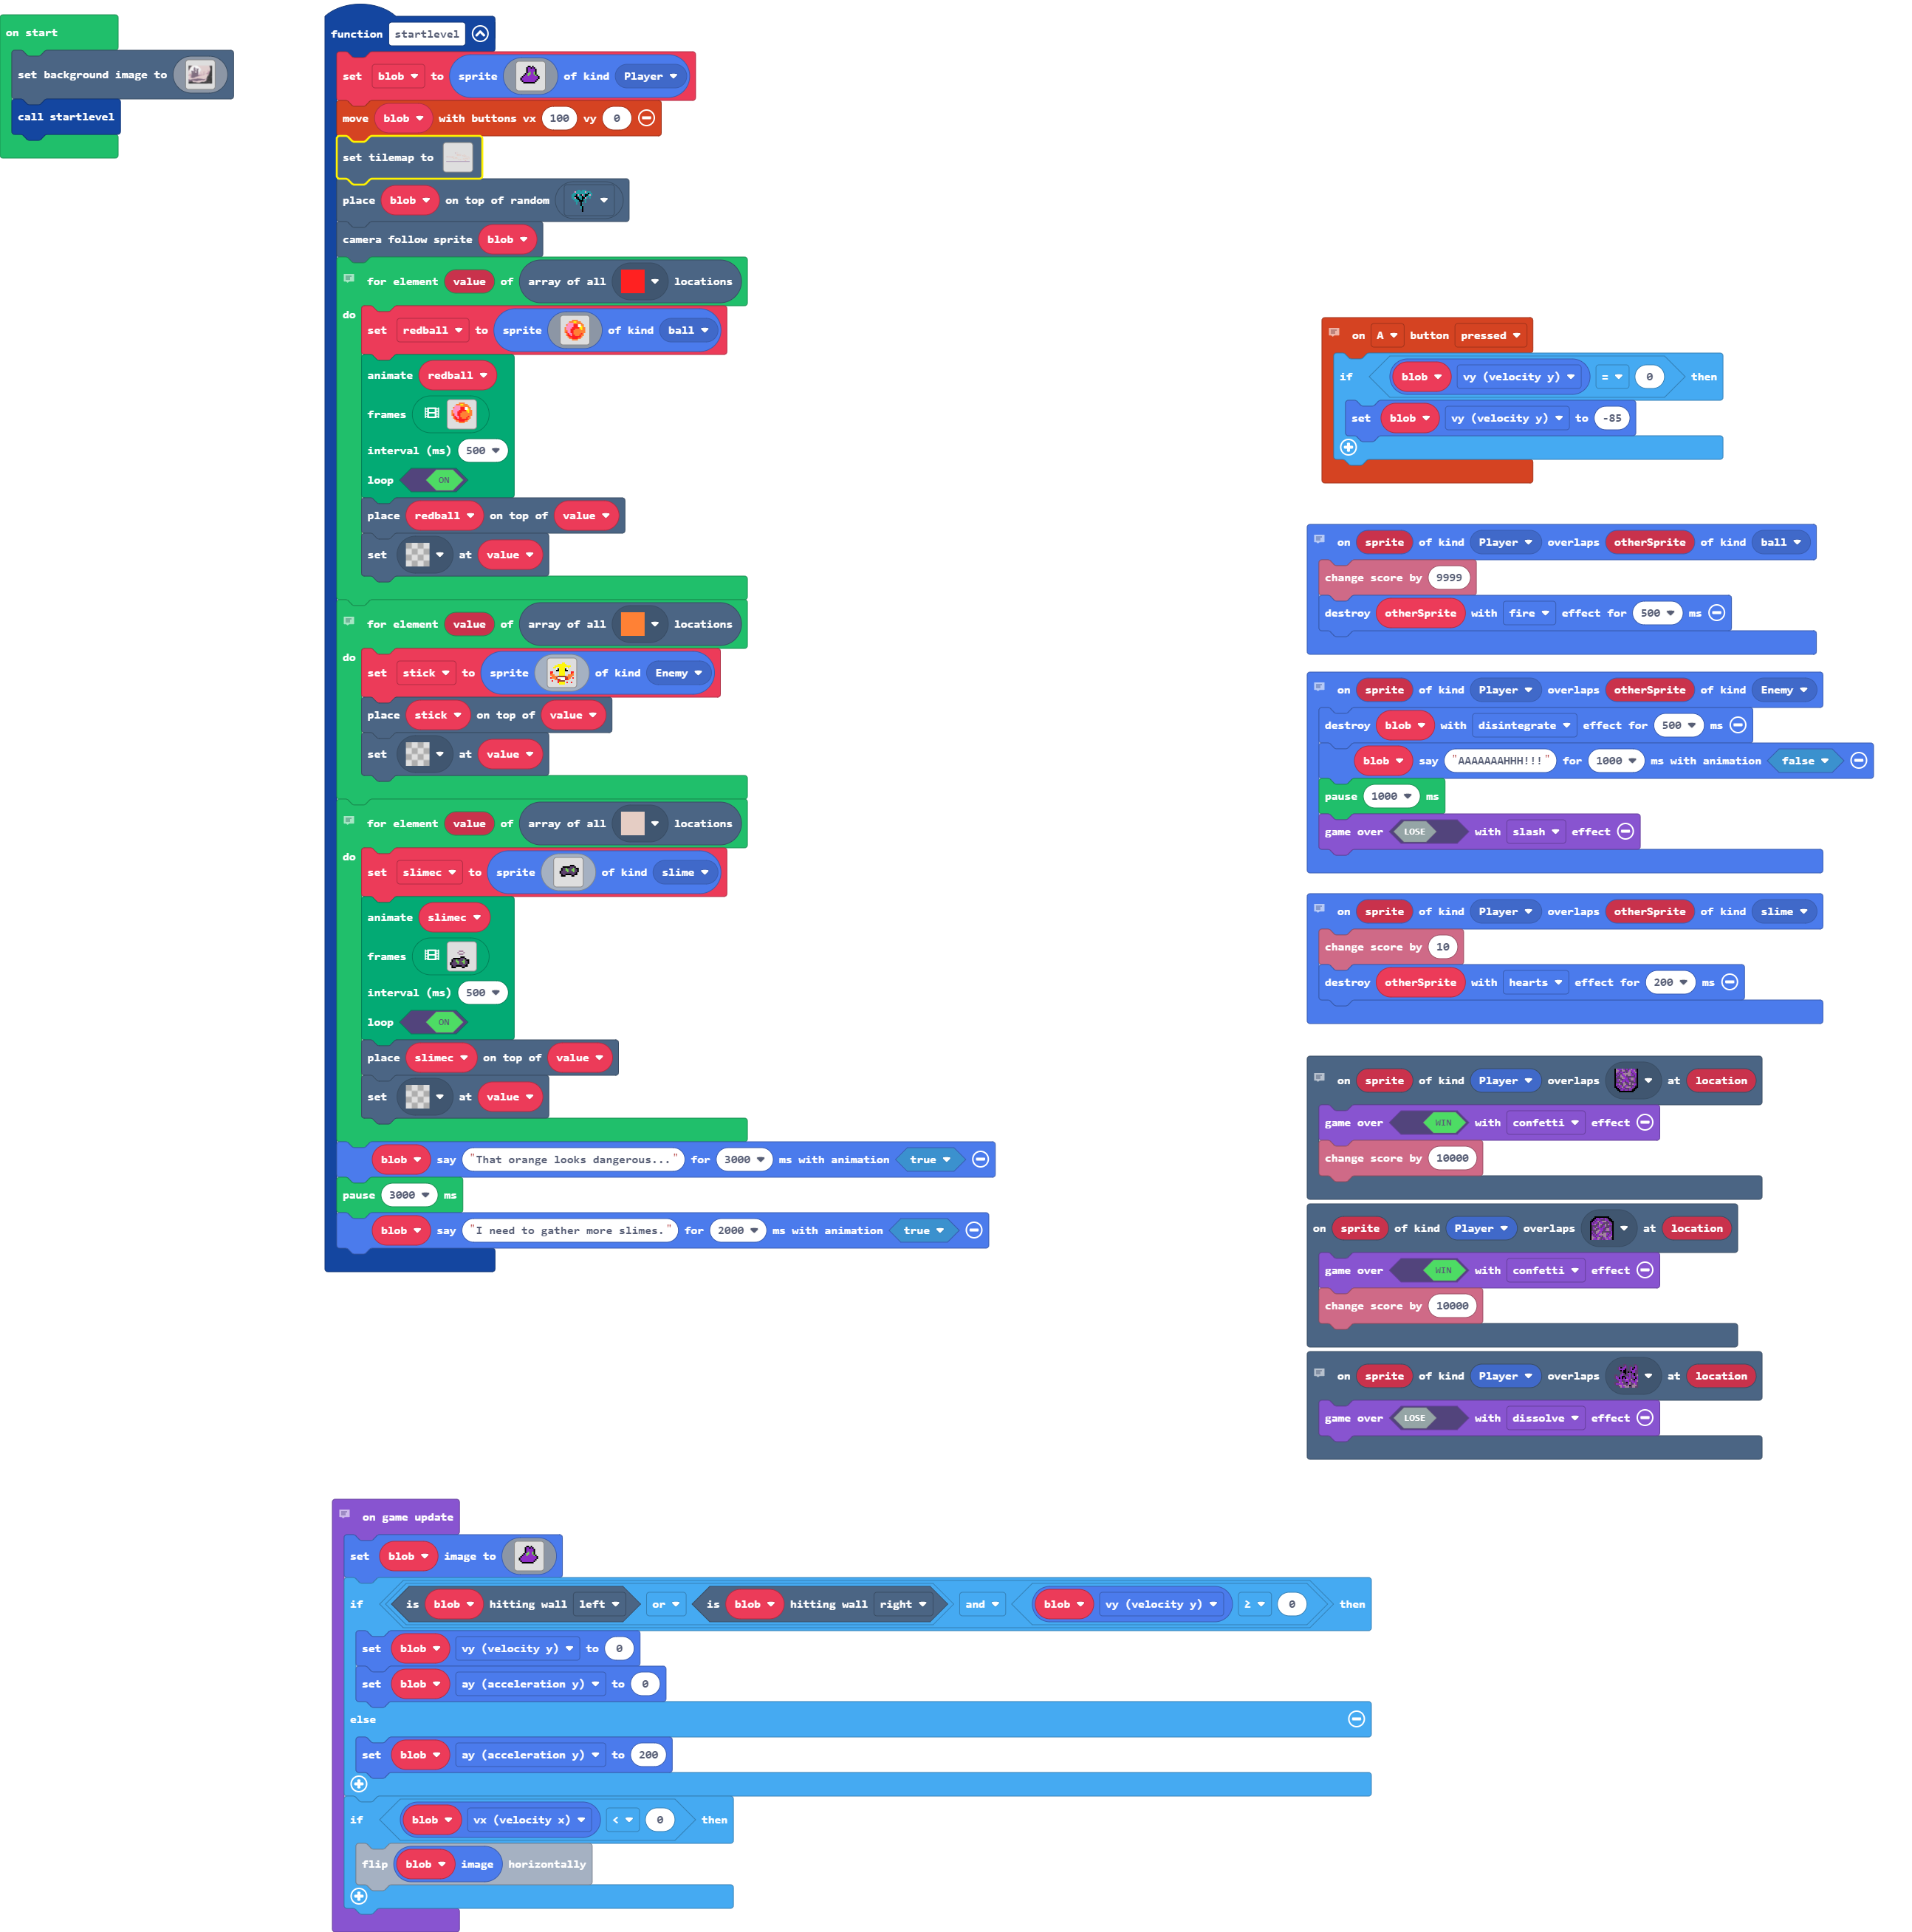 on start
set background image to
call startlevel
function startlevel
set blob to sprite of kind Player
move blob with buttons vx 100 vy 0
set tilemap to
place blob on top of random
camera follow sprite blob
for element value of array of all locations
do
set redball to sprite of kind ball
animate redball
frames
interval (ms) 500
loop ON
place redball on top of value
set at value
for element value of array of all locations
do
set stick to sprite of kind Enemy
place stick on top of value
set at value
for element value of array of all locations
do
set slimec to sprite of kind slime
animate slimec
frames
interval (ms) 500
loop ON
place slimec on top of value
set at value
blob say "That orange looks dangerous..." for 3000 ms with animation true
pause 3000 ms
blob say "I need to gather more slimes." for 2000 ms with animation true
on A button pressed
if blob vy (velocity y) = 0 then
set blob vy (velocity y) to -85
on sprite of kind Player overlaps otherSprite of kind ball
change score by 9999
destroy otherSprite with fire effect for 500 ms
on sprite of kind Player overlaps otherSprite of kind Enemy
destroy blob with disintegrate effect for 500 ms
blob say "AAAAAAAHHH!!!" for 1000 ms with animation false
pause 1000 ms
game over LOSE with slash effect
on sprite of kind Player overlaps otherSprite of kind slime
change score by 10
destroy otherSprite with hearts effect for 200 ms
on sprite of kind Player overlaps at location
game over WIN with confetti effect
change score by 10000
on sprite of kind Player overlaps at location
game over WIN with confetti effect
change score by 10000
on sprite of kind Player overlaps at location
game over LOSE with dissolve effect
on game update
set blob image to
if is blob hitting wall left or is blob hitting wall right and blob vy (velocity y) ≥ 0 then
set blob vy (velocity y) to 0
set blob ay (acceleration y) to 0
else
set blob ay (acceleration y) to 200
if blob vx (velocity x) < 0 then
flip blob image horizontally